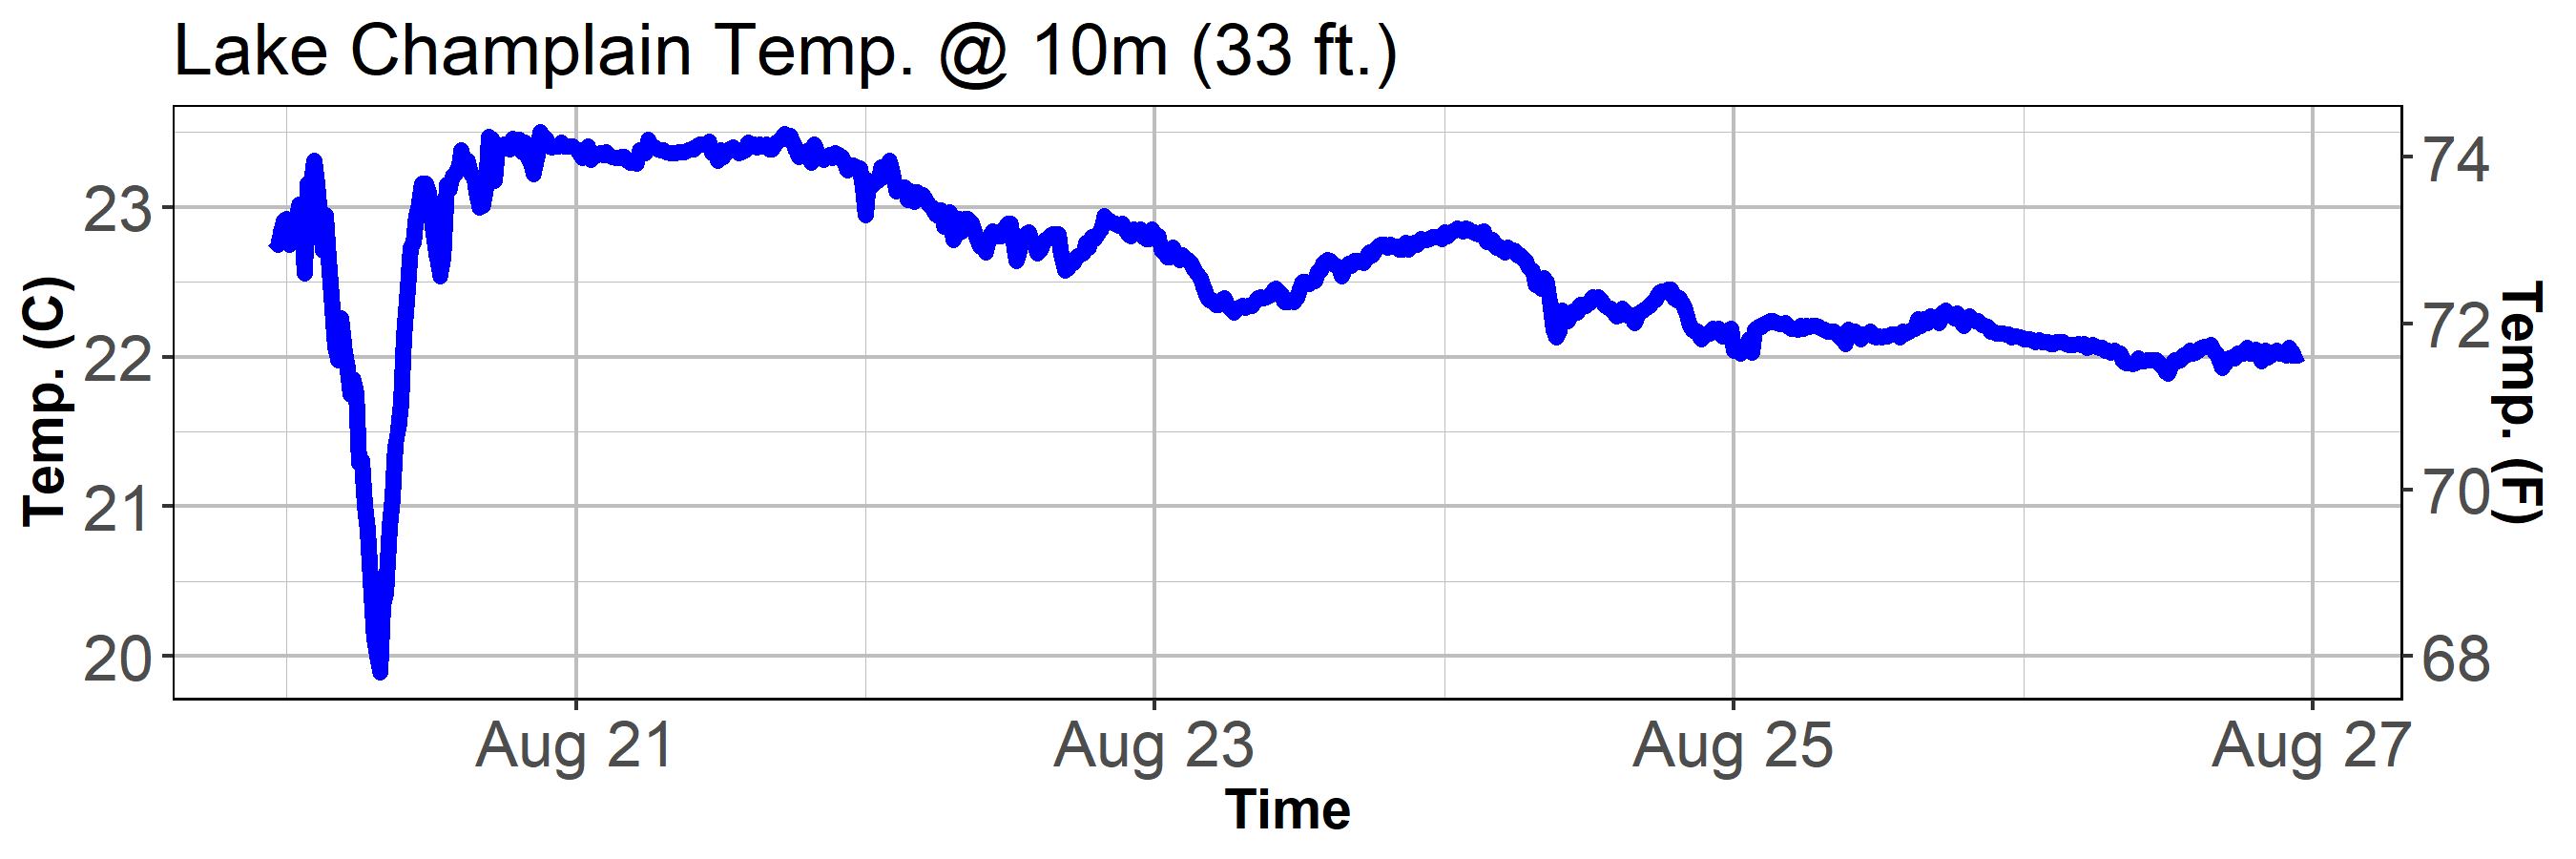 Lake Champlain Temp. @ 10m (33 ft.)
Temp. (C)
23
22
21
20
74
72
70
68
Temp. (F)
Aug 21
Aug 23
Aug 25
Aug 27
Time